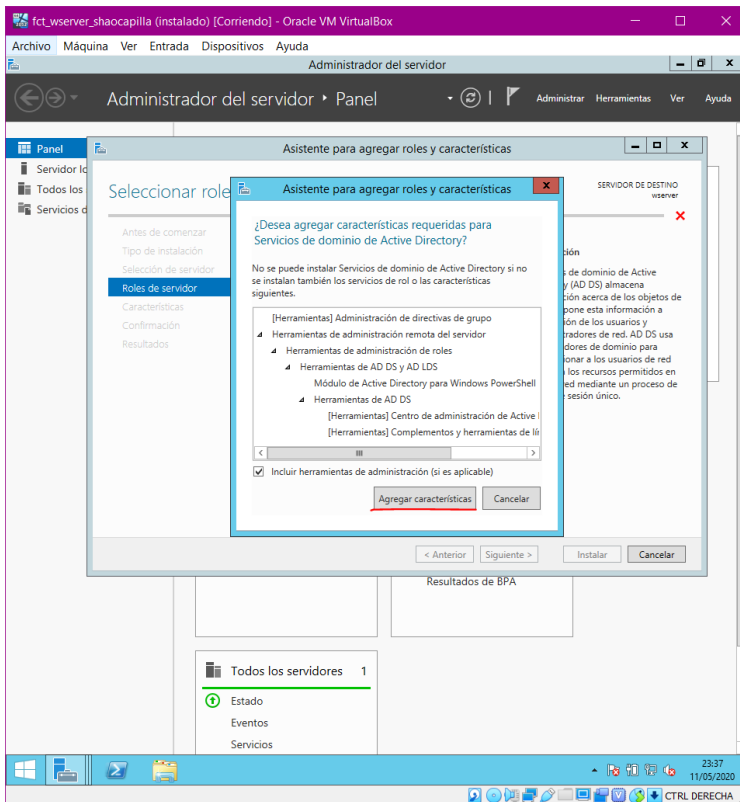 fct_wserver_shaocapilla (instalado) [Corriendo] - Oracle VM VirtualBox
Archivo Máquina Ver Entrada Dispositivos Ayuda
Administrador del servidor
Administrador del servidor Panel
Administrar Herramientas Ver Ayuda
Panel
Servidor lo
Todos los
Servicios d
Asistente para agregar roles y características
Seleccionar role
SERVIDOR DE DESTINO
wserver
Antes de comenzar
Tipo de instalación
Selección de servidor
Roles de servidor
Características
Confirmación
Resultados
Asistente para agregar roles y características
¿Desea agregar características requeridas para
Servicios de dominio de Active Directory?
No se puede instalar Servicios de dominio de Active Directory si no
se instalan también los servicios de rol o las características
siguientes.
[Herramientas] Administración de directivas de grupo
Herramientas de administración remota del servidor
Herramientas de administración de roles
Herramientas de AD DS y AD LDS
Módulo de Active Directory para Windows PowerShell
Herramientas de AD DS
[Herramientas] Centro de administración de Active
[Herramientas] Complementos y herramientas de lí
Incluir herramientas de administración (si es aplicable)
Agregar características Cancelar
ción
s de dominio de Active
y (AD DS) almacena
ción acerca de los objetos de
pone esta información a
ión de los usuarios y
tradores de red. AD DS usa
dores de dominio para
ionar a los usuarios de red
los recursos permitidos en
ed mediante un proceso de
sesión único.
< Anterior Siguiente > Instalar Cancelar
Resultados de BPA
Todos los servidores 1
Estado
Eventos
Servicios
23:37
11/05/2020
CTRL DERECHA